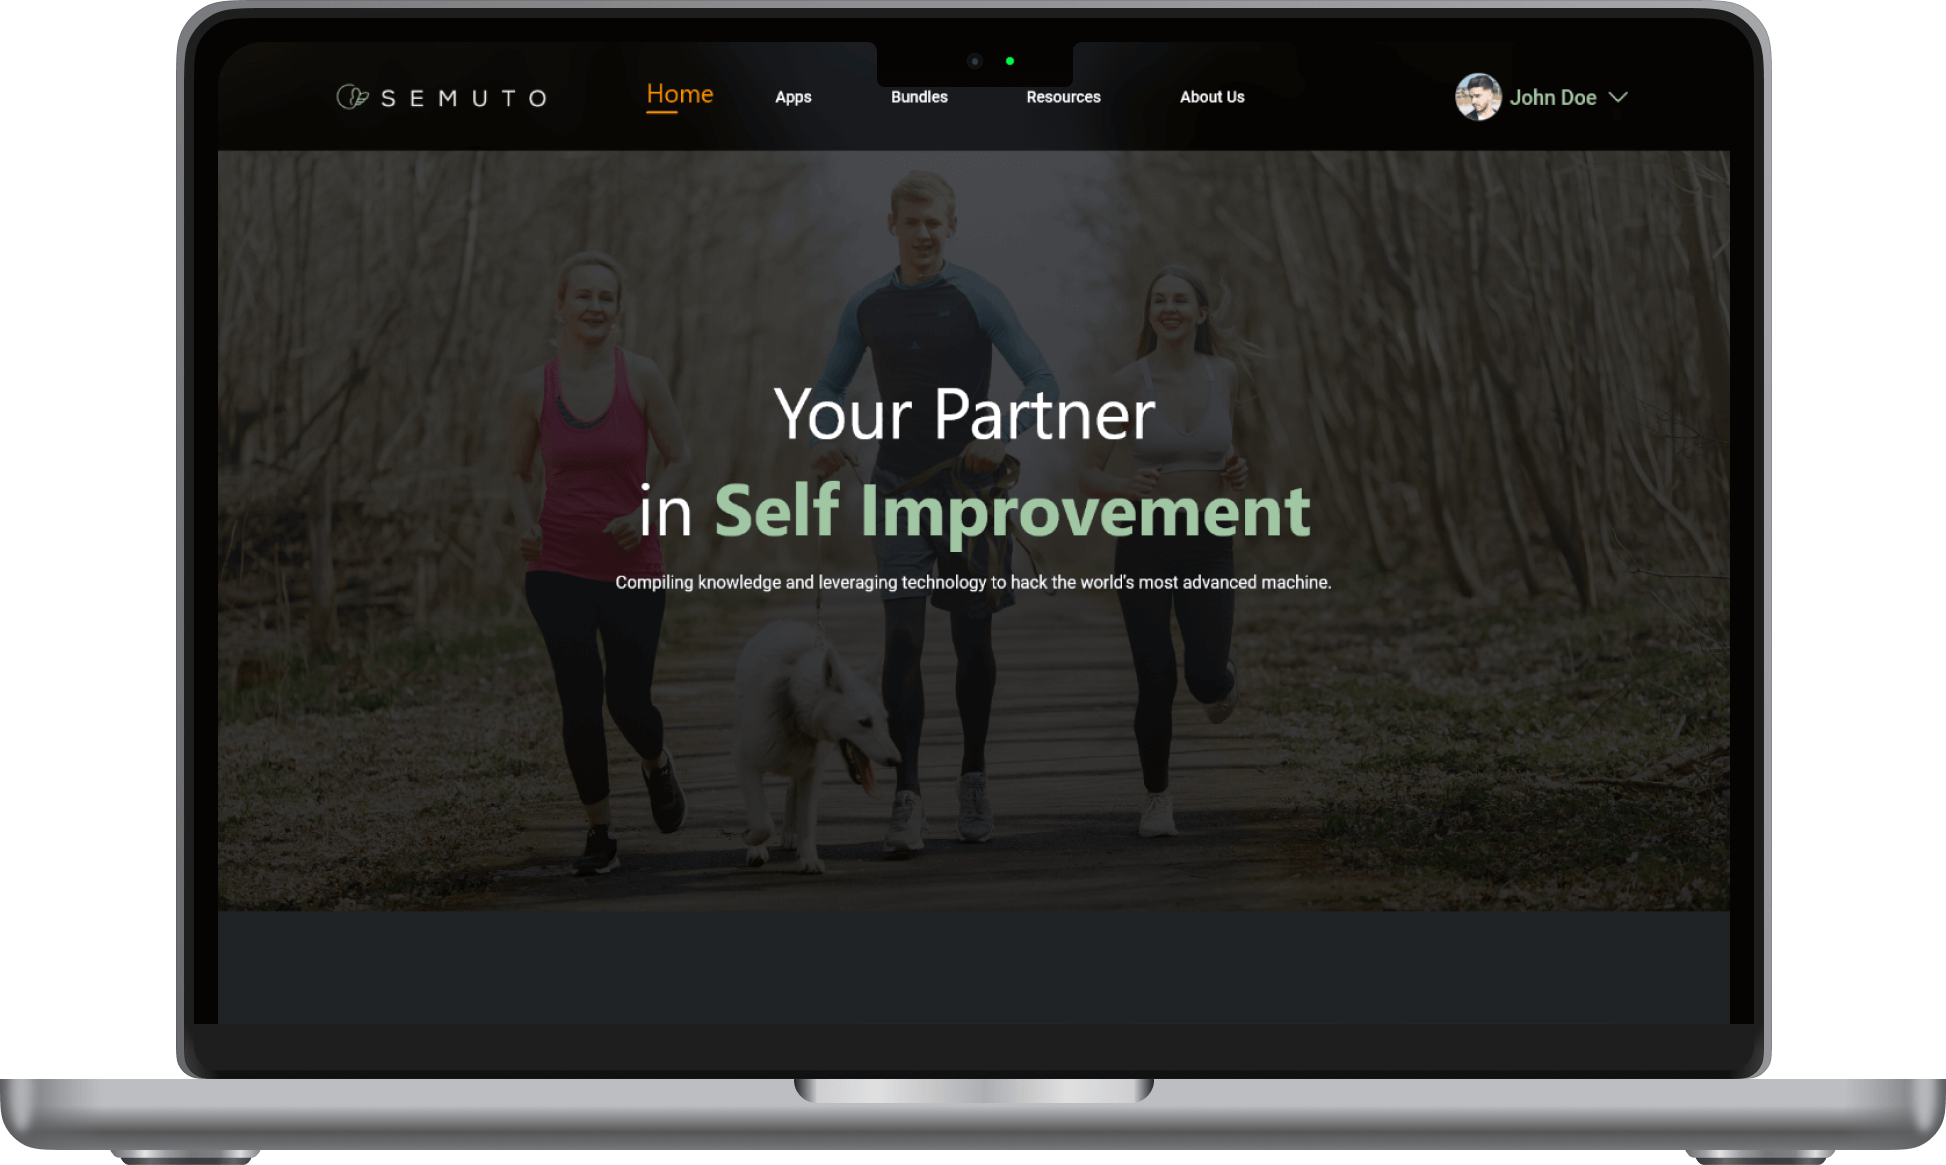 SEMUTO
Home
Apps
Bundles
Resources
About Us
John Doe
Your Partner
in Self Improvement
Compiling knowledge and leveraging technology to hack the world's most advanced machine.